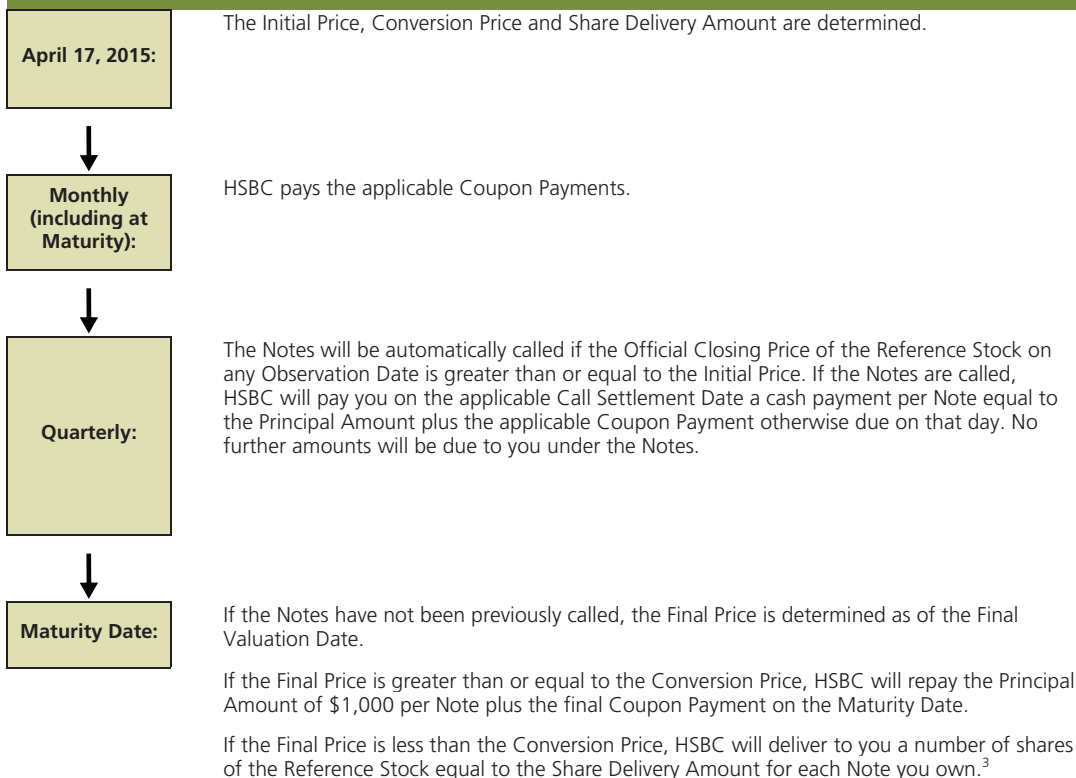 April 17, 2015:
The Initial Price, Conversion Price and Share Delivery Amount are determined.
Monthly
(including at
Maturity):
HSBC pays the applicable Coupon Payments.
Quarterly:
The Notes will be automatically called if the Official Closing Price of the Reference Stock on
any Observation Date is greater than or equal to the Initial Price. If the Notes are called,
HSBC will pay you on the applicable Call Settlement Date a cash payment per Note equal to
the Principal Amount plus the applicable Coupon Payment otherwise due on that day. No
further amounts will be due to you under the Notes.
Maturity Date:
If the Notes have not been previously called, the Final Price is determined as of the Final
Valuation Date.
If the Final Price is greater than or equal to the Conversion Price, HSBC will repay the Principal
Amount of $1,000 per Note plus the final Coupon Payment on the Maturity Date.
If the Final Price is less than the Conversion Price, HSBC will deliver to you a number of shares
of the Reference Stock equal to the Share Delivery Amount for each Note you own.³